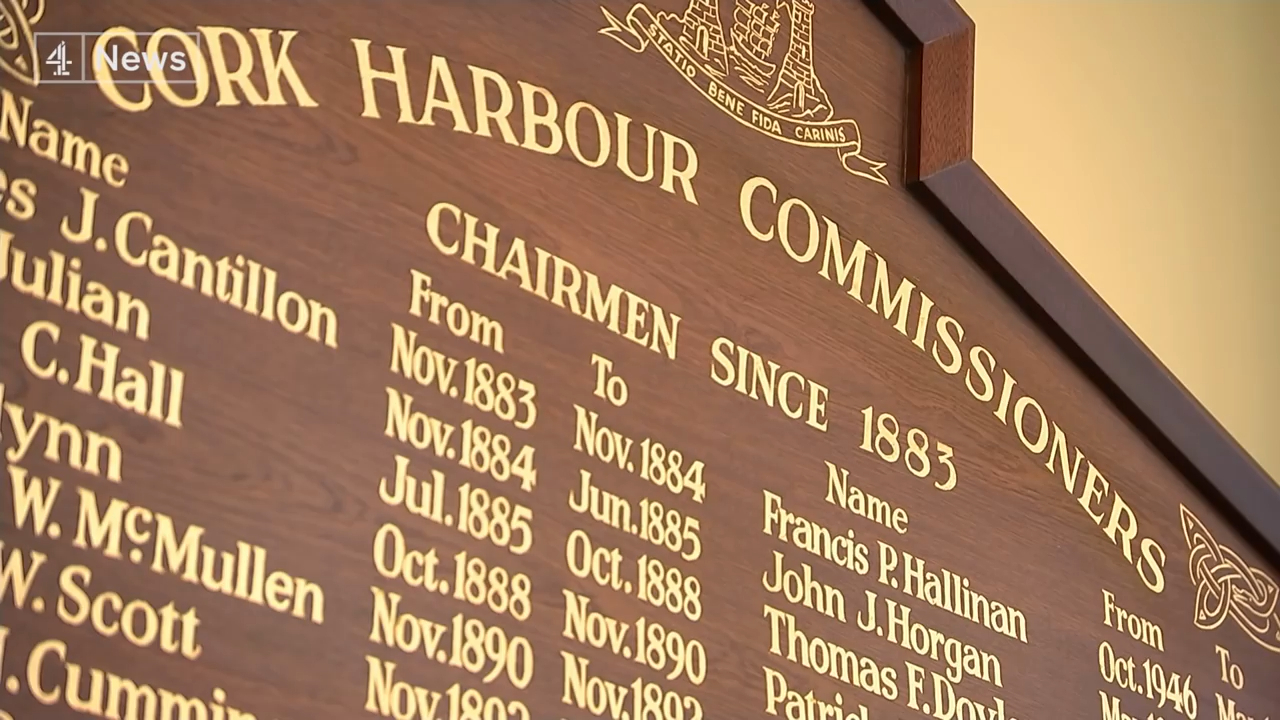 4 News
STATIO BENE FIDA CARINIS
CORK HARBOUR COMMISSIONERS
CHAIRMEN SINCE 1883
Name From To
J. Cantillon Nov. 1883 Nov. 1884
Julian Nov. 1884 Jun. 1885
C. Hall Jul. 1885 Oct. 1888
Oct. 1888 Nov. 1890
W. McMullen Nov. 1890
W. Scott
Name From To
Francis P. Hallinan Oct. 1946
John J. Horgan
Thomas F.